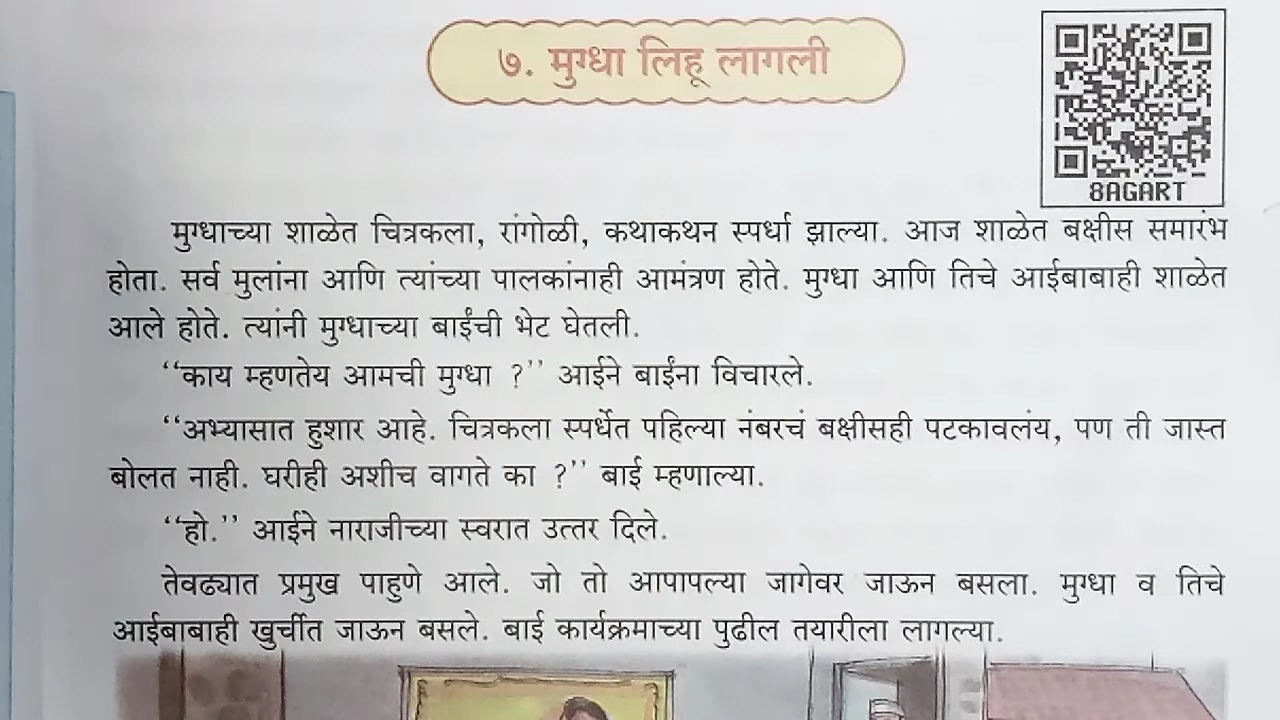 ७. मुग्धा लिहू लागली
8AGART
मुग्धाच्या शाळेत चित्रकला, रांगोळी, कथाकथन स्पर्धा झाल्या. आज शाळेत बक्षीस समारंभ
होता. सर्व मुलांना आणि त्यांच्या पालकांनाही आमंत्रण होते. मुग्धा आणि तिचे आईबाबाही शाळेत
आले होते. त्यांनी मुग्धाच्या बाईंची भेट घेतली.
‘‘काय म्हणतेय आमची मुग्धा ?’’ आईने बाईंना विचारले.
‘‘अभ्यासात हुशार आहे. चित्रकला स्पर्धेत पहिल्या नंबरचं बक्षीसही पटकावलंय, पण ती जास्त
बोलत नाही. घरीही अशीच वागते का ?’’ बाई म्हणाल्या.
‘‘हो.’’ आईने नाराजीच्या स्वरात उत्तर दिले.
तेवढ्यात प्रमुख पाहुणे आले. जो तो आपापल्या जागेवर जाऊन बसला. मुग्धा व तिचे
आईबाबाही खुर्चीत जाऊन बसले. बाई कार्यक्रमाच्या पुढील तयारीला लागल्या.